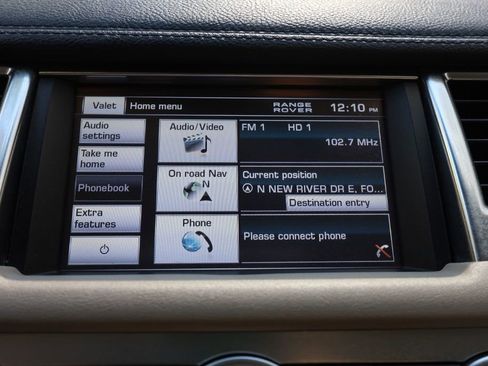 Valet Home menu RANGE ROVER 12:10 PM
Audio settings
Take me home
Phonebook
Extra features
Audio/Video
FM 1 HD 1
102.7 MHz
On road Nav
N
Current position
N NEW RIVER DR E, FO...
Destination entry
Phone
Please connect phone